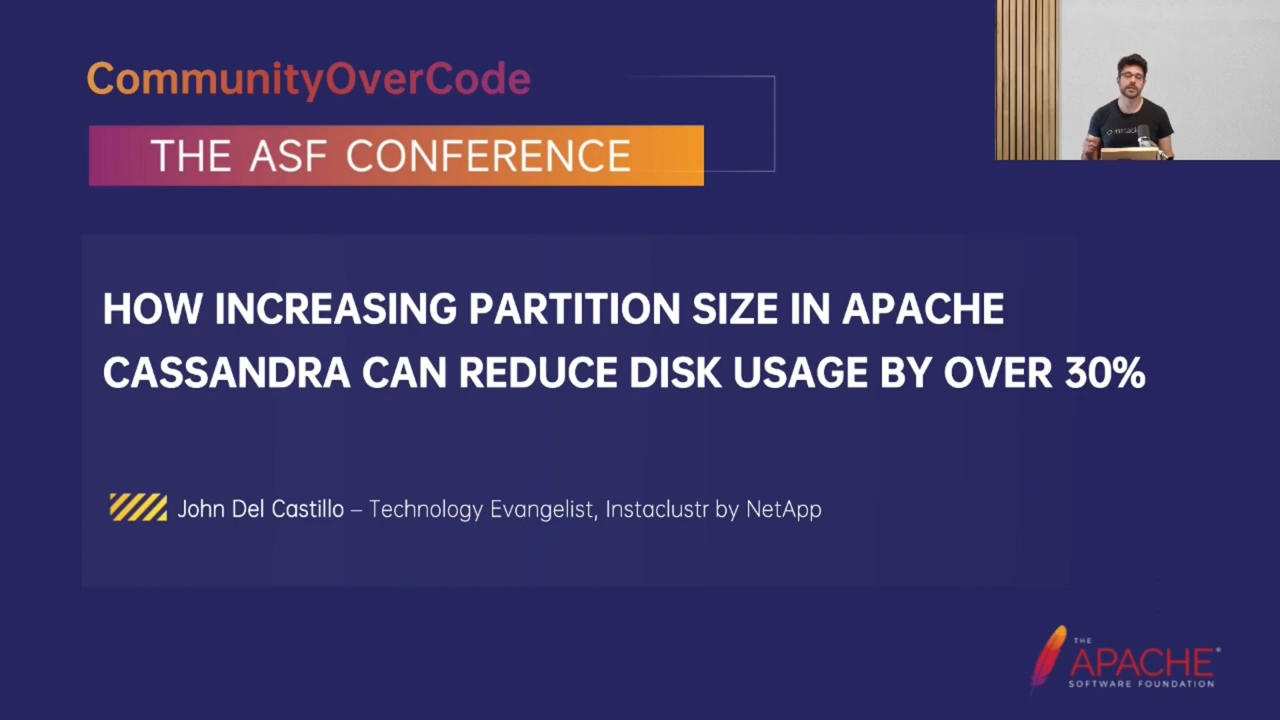 CommunityOverCode
THE ASF CONFERENCE
HOW INCREASING PARTITION SIZE IN APACHE
CASSANDRA CAN REDUCE DISK USAGE BY OVER 30%
John Del Castillo – Technology Evangelist, Instaclustr by NetApp
THE
APACHE®
SOFTWARE FOUNDATION